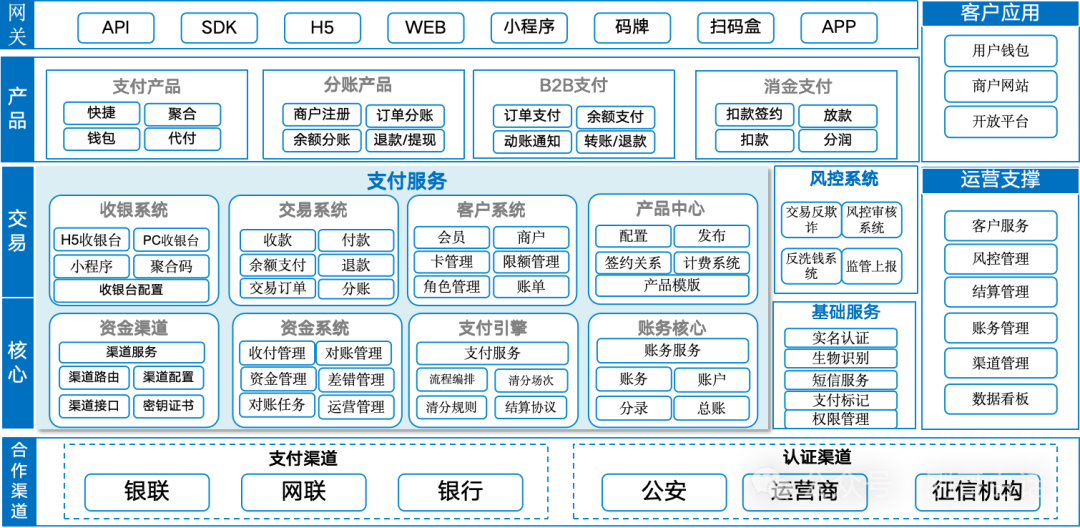 网关
API SDK H5 WEB 小程序 码牌 扫码盒 APP
客户应用
用户钱包
商户网站
开放平台
产品
支付产品
快捷 聚合
钱包 代付
分账产品
商户注册 订单分账
余额分账 退款/提现
B2B支付
订单支付 余额支付
动账通知 转账/退款
消金支付
扣款签约 放款
扣款 分润
交易
支付服务
收银系统
H5收银台 PC收银台
小程序 聚合码
收银台配置
交易系统
收款 付款
余额支付 退款
交易订单 分账
客户系统
会员 商户
卡管理 限额管理
角色管理 账单
产品中心
配置 发布
签约关系 计费系统
产品模版
风控系统
交易反欺诈 风控审核系统
反洗钱系统 监管上报
运营支撑
客户服务
风控管理
结算管理
账务管理
渠道管理
数据看板
核心
资金渠道
渠道服务
渠道路由 渠道配置
渠道接口 密钥证书
资金系统
收付管理 对账管理
资金管理 差错管理
对账任务 运营管理
支付引擎
支付服务
流程编排 清分场次
清分规则 结算协议
账务核心
账务服务
账务 账户
分录 总账
基础服务
实名认证
生物识别
短信服务
支付标记
权限管理
合作渠道
支付渠道
银联 网联 银行
认证渠道
公安 运营商 征信机构